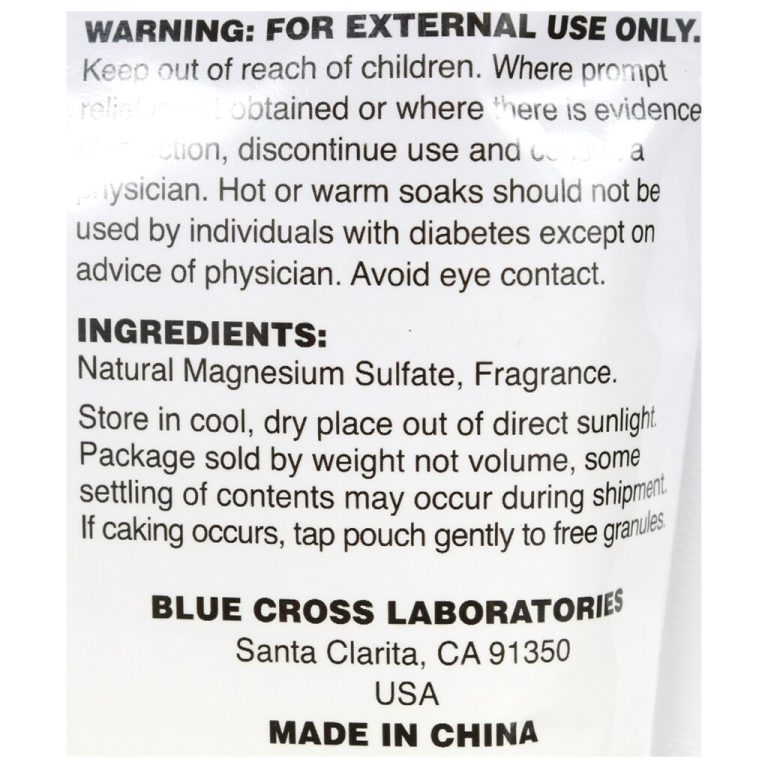 WARNING: FOR EXTERNAL USE ONLY.
Keep out of reach of children. Where prompt
relief obtained or where there is evidence
discontinue use and a
physician. Hot or warm soaks should not be
used by individuals with diabetes except on
advice of physician. Avoid eye contact.
INGREDIENTS:
Natural Magnesium Sulfate, Fragrance.
Store in cool, dry place out of direct sunlight.
Package sold by weight not volume, some
settling of contents may occur during shipment.
If caking occurs, tap pouch gently to free granules.
BLUE CROSS LABORATORIES
Santa Clarita, CA 91350
USA
MADE IN CHINA